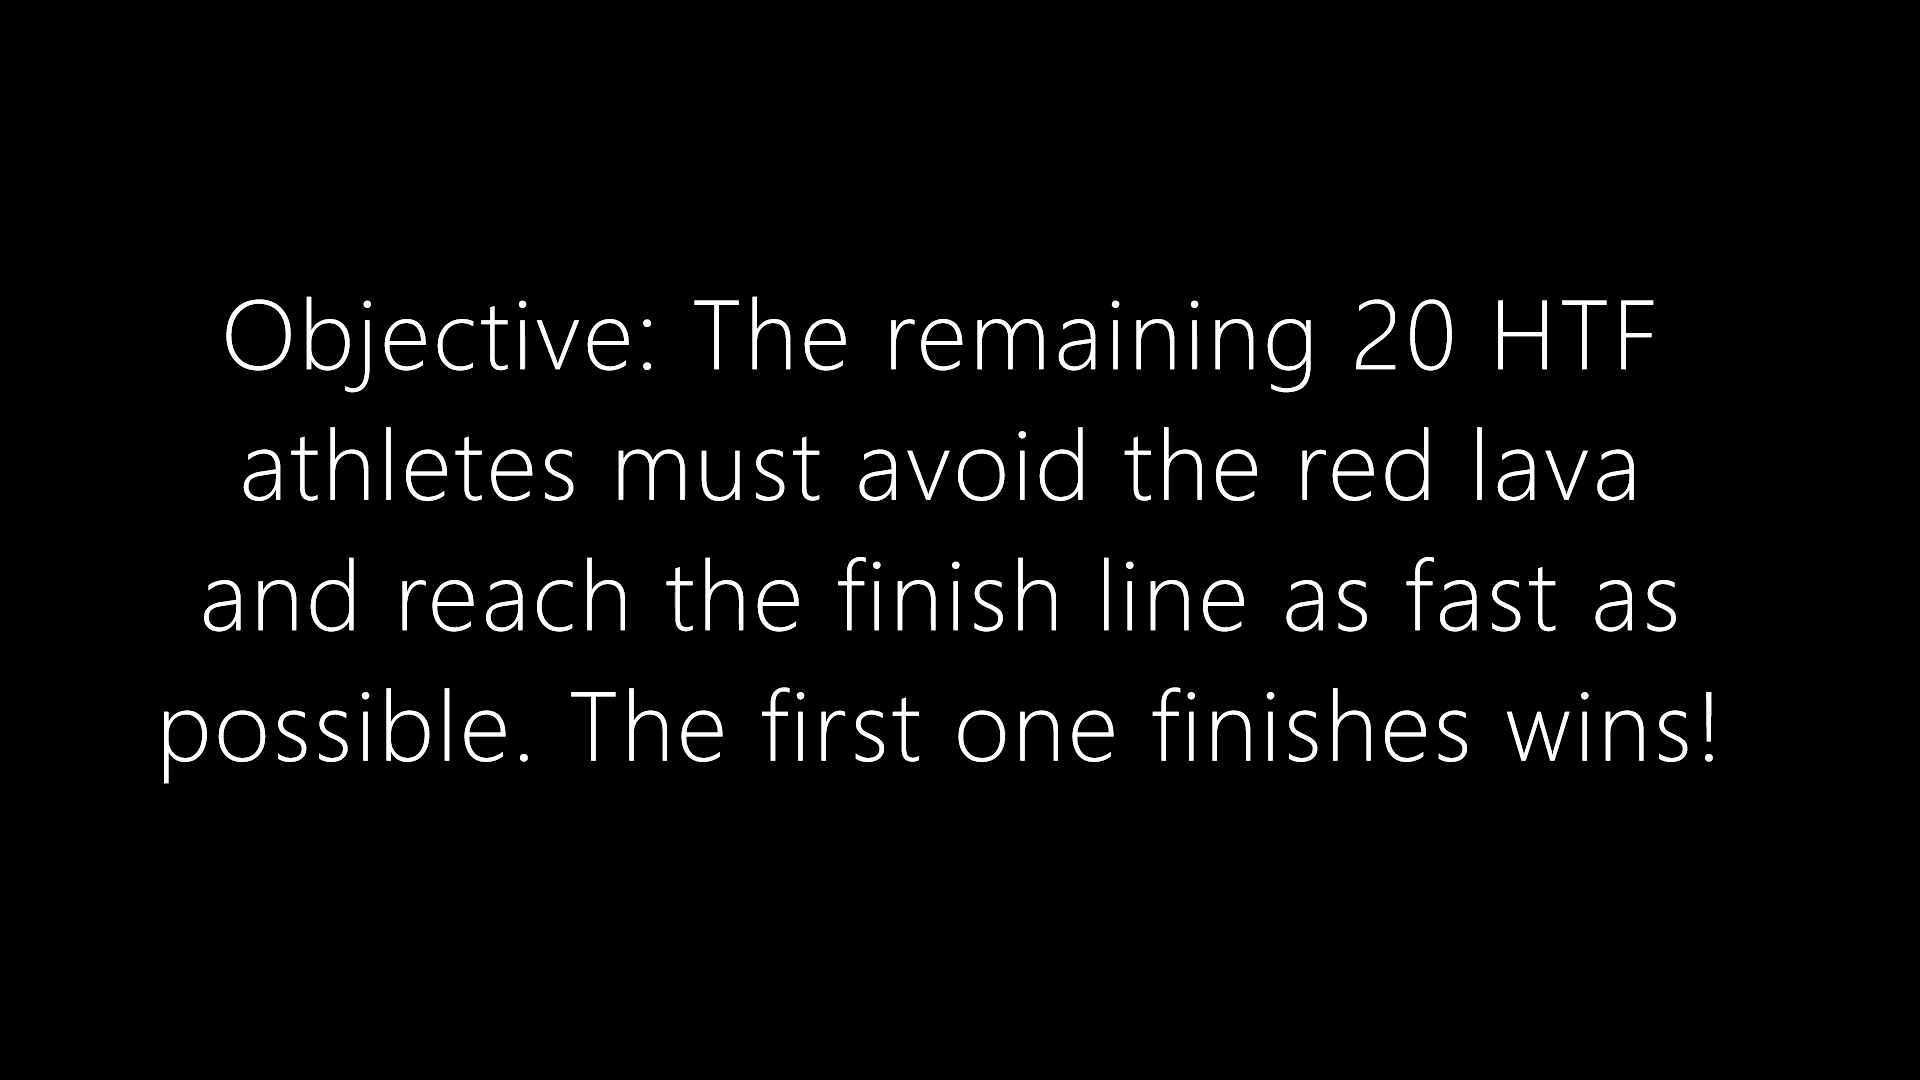 Objective: The remaining 20 HTF
athletes must avoid the red lava
and reach the finish line as fast as
possible. The first one finishes wins!